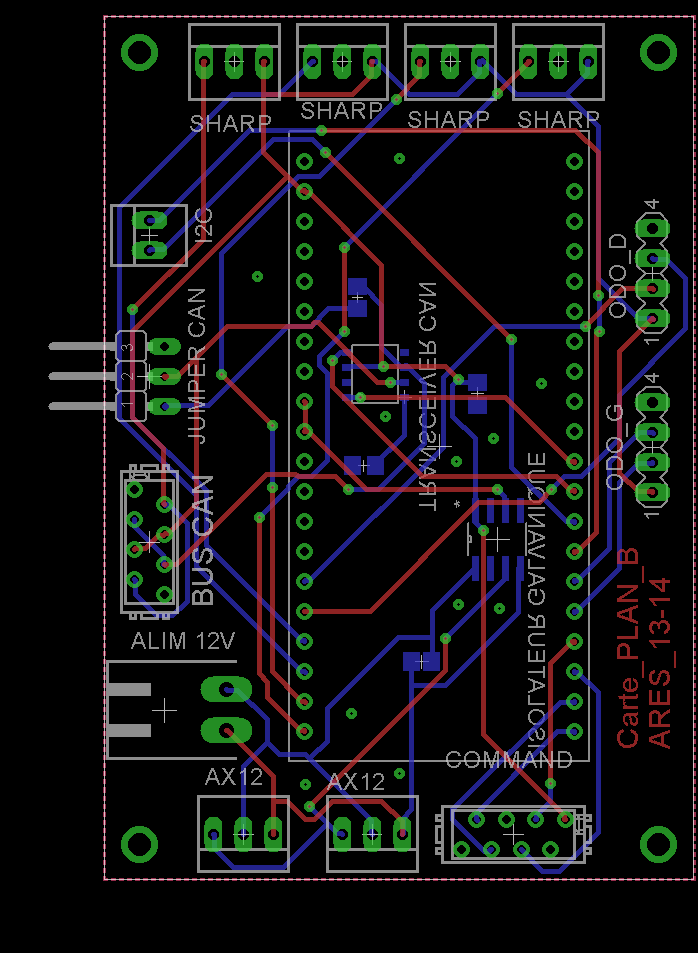 SHARP
SHARP
SHARP
SHARP
I2C
4
ODO_D
1
JUMPER CAN
3
2
1
TRANSCEIVER CAN
4
ODO_G
1
BUS CAN
*
ISOLATEUR GALVANIQUE
Carte_PLAN_B
ARES_13-14
ALIM 12V
COMMAND
AX12
AX12